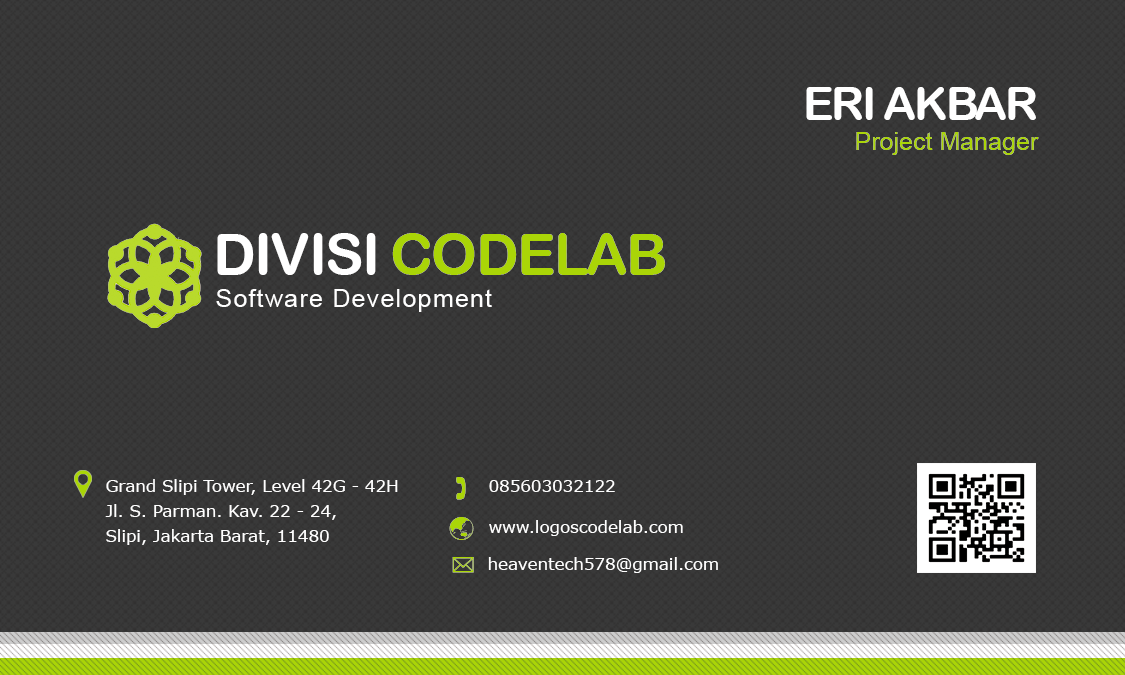 ERI AKBAR
Project Manager
DIVISI CODELAB
Software Development
Grand Slipi Tower, Level 42G - 42H
Jl. S. Parman. Kav. 22 - 24,
Slipi, Jakarta Barat, 11480
085603032122
www.logoscodelab.com
heaventech578@gmail.com